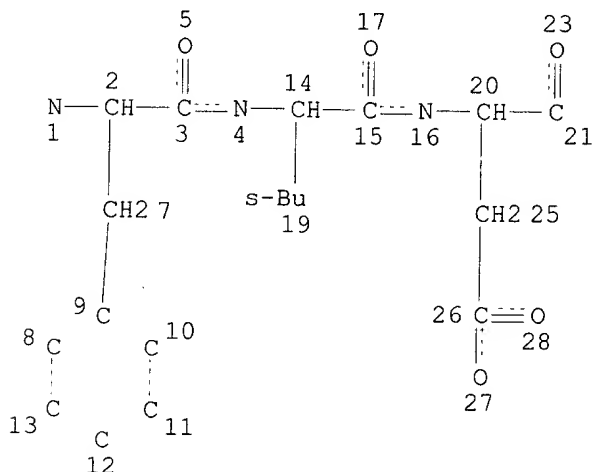 5 17 23
O O O
2 14 20
N CH C N CH C N CH C
1 3 4 15 16 21
s-Bu
19
CH2 7 CH2 25
9 C
8 C C 10
26 C O
28
C C
13 11
O
27
C
12